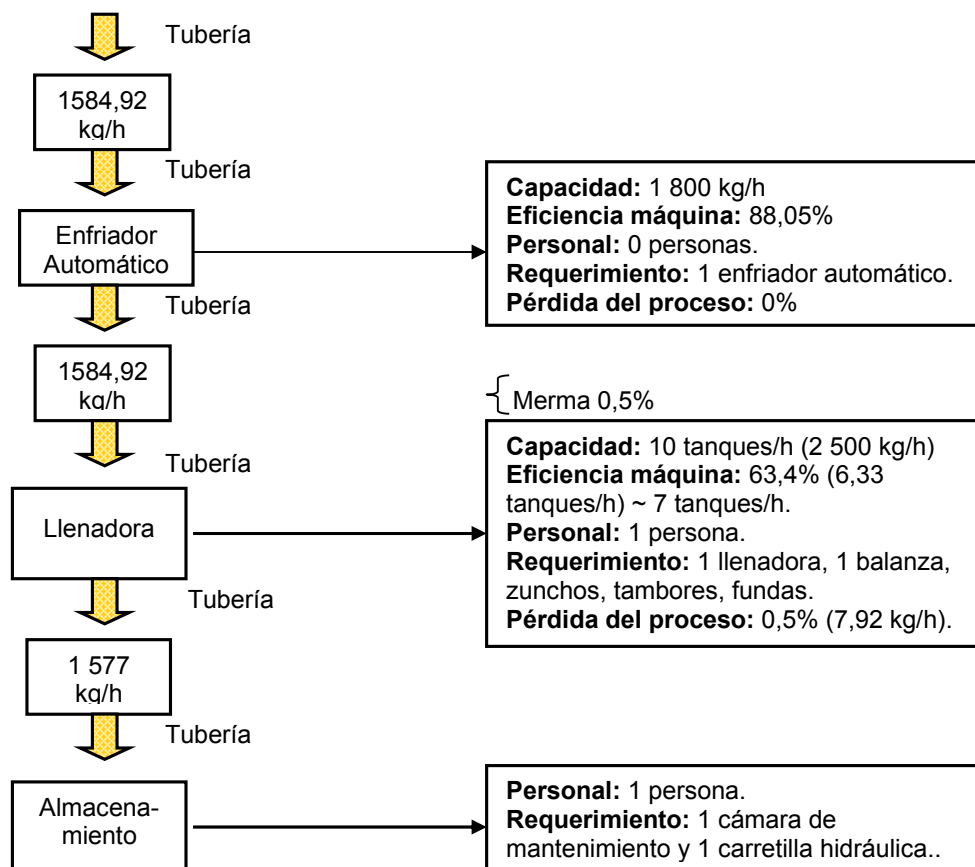 Tubería
1584,92
kg/h
Tubería
Enfriador
Automático
Capacidad: 1 800 kg/h
Eficiencia máquina: 88,05%
Personal: 0 personas.
Requerimiento: 1 enfriador automático.
Pérdida del proceso: 0%
Tubería
1584,92
kg/h
Merma 0,5%
Tubería
Llenadora
Capacidad: 10 tanques/h (2 500 kg/h)
Eficiencia máquina: 63,4% (6,33
tanques/h) ~ 7 tanques/h.
Personal: 1 persona.
Requerimiento: 1 llenadora, 1 balanza,
zunchos, tambores, fundas.
Pérdida del proceso: 0,5% (7,92 kg/h).
Tubería
1 577
kg/h
Tubería
Almacena-
miento
Personal: 1 persona.
Requerimiento: 1 cámara de
mantenimiento y 1 carretilla hidráulica..